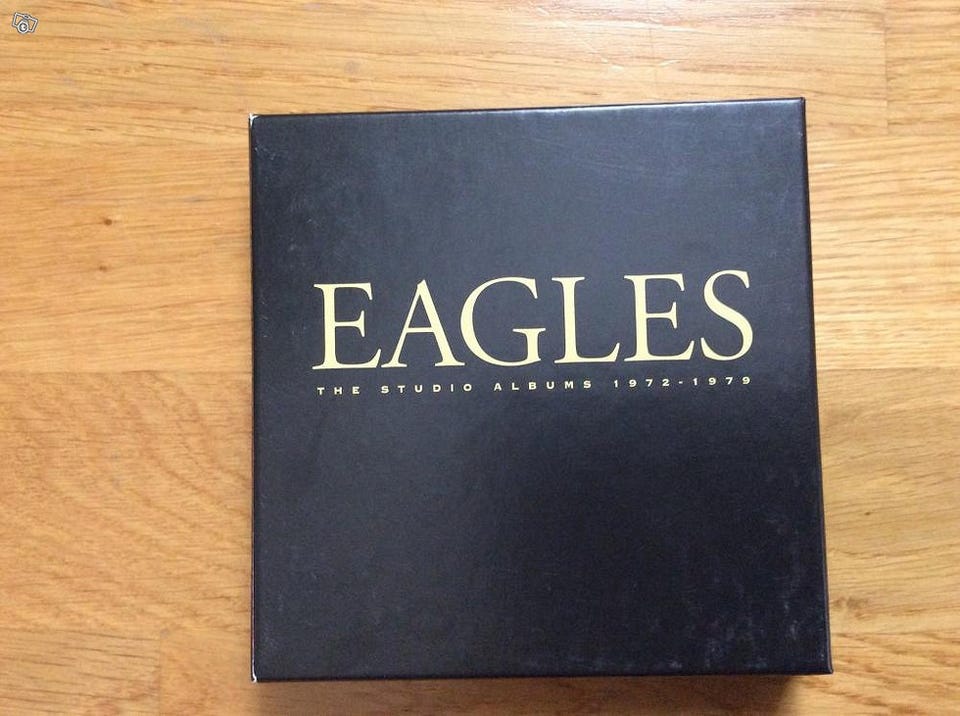 EAGLES
THE STUDIO ALBUMS 1972-1979